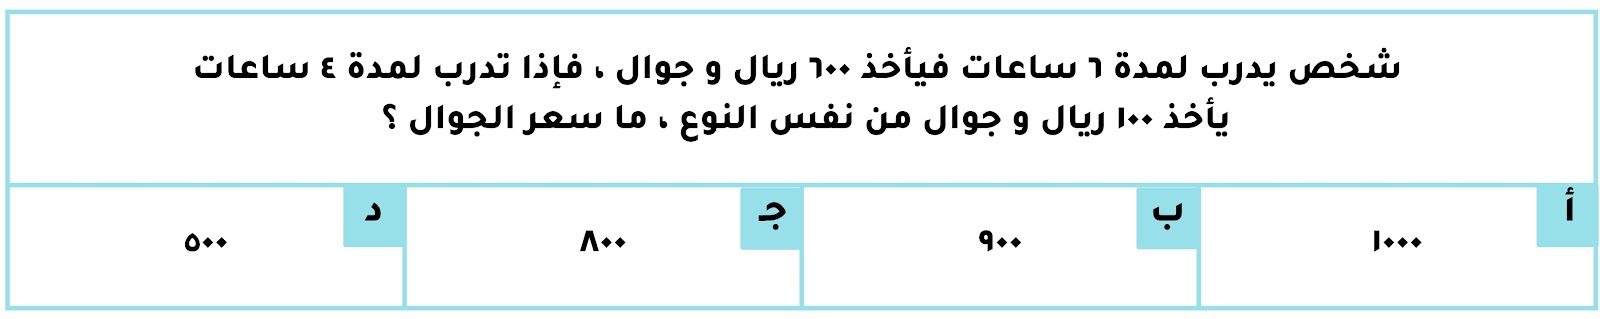 شخص يدرب لمدة ٦ ساعات فيأخذ ٦٠٠ ريال و جوال ، فإذا تدرب لمدة ٤ ساعات
يأخذ ١٠٠ ريال و جوال من نفس النوع ، ما سعر الجوال ؟
أ
١٠٠٠
ب
٩٠٠
جـ
٨٠٠
د
٥٠٠